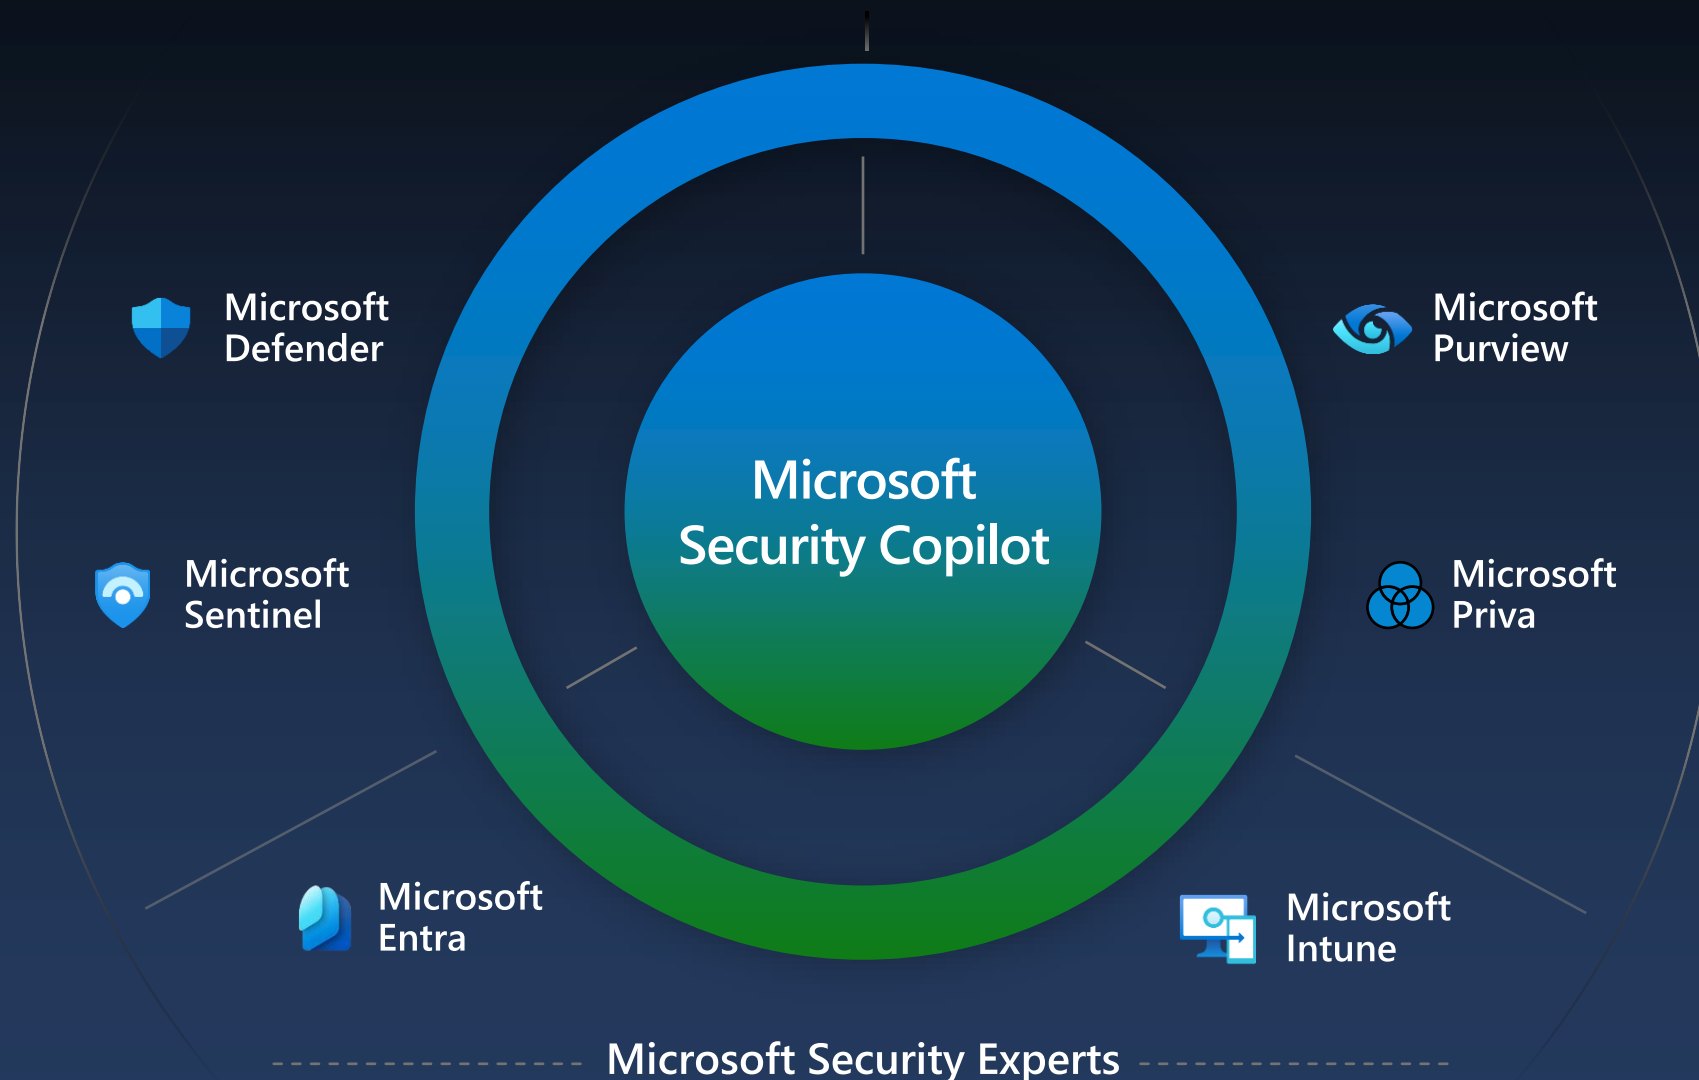 Microsoft
Defender
Microsoft
Purview
Microsoft
Security Copilot
Microsoft
Sentinel
Microsoft
Priva
Microsoft
Entra
Microsoft
Intune
Microsoft Security Experts